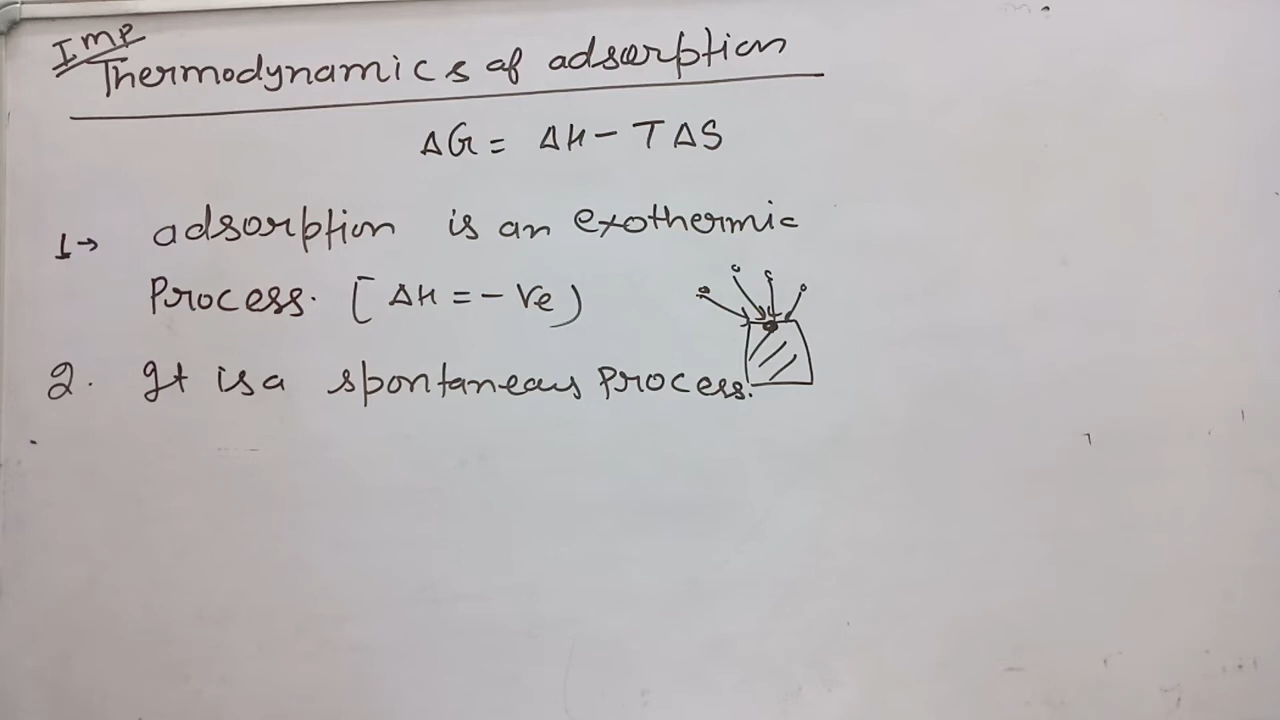 Imp
Thermodynamics of adsorption
ΔG = ΔH - TΔS
1→ adsorption is an exothermic
Process. [ΔH = -Ve)
2. It is a spontaneous process.